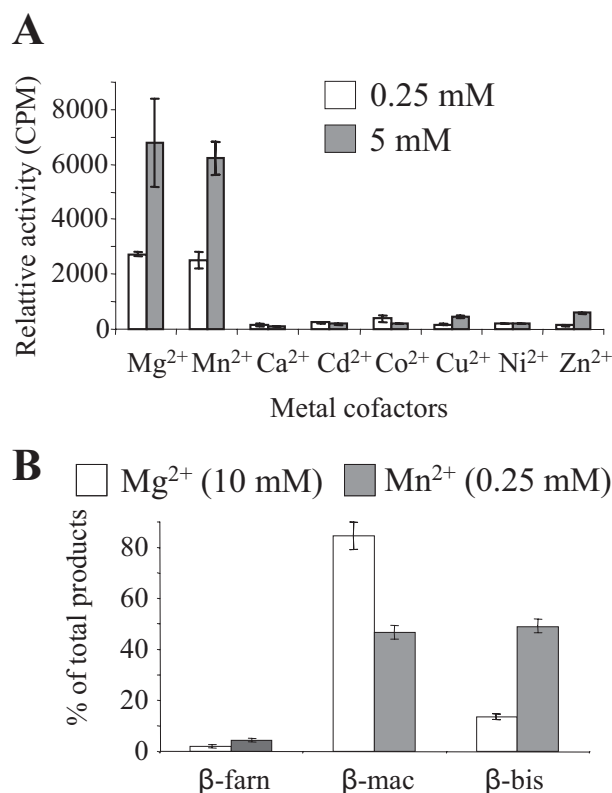 A
Relattive activity (CPM)
0.25 mM
5 mM
8000
6000
4000
2000
0
Mg²⁺ Mn²⁺ Ca²⁺ Cd²⁺ Co²⁺ Cu²⁺ Ni²⁺ Zn²⁺
Metal cofactors
B
Mg²⁺ (10 mM) Mn²⁺ (0.25 mM)
% of total products
80
60
40
20
0
β-farn β-mac β-bis